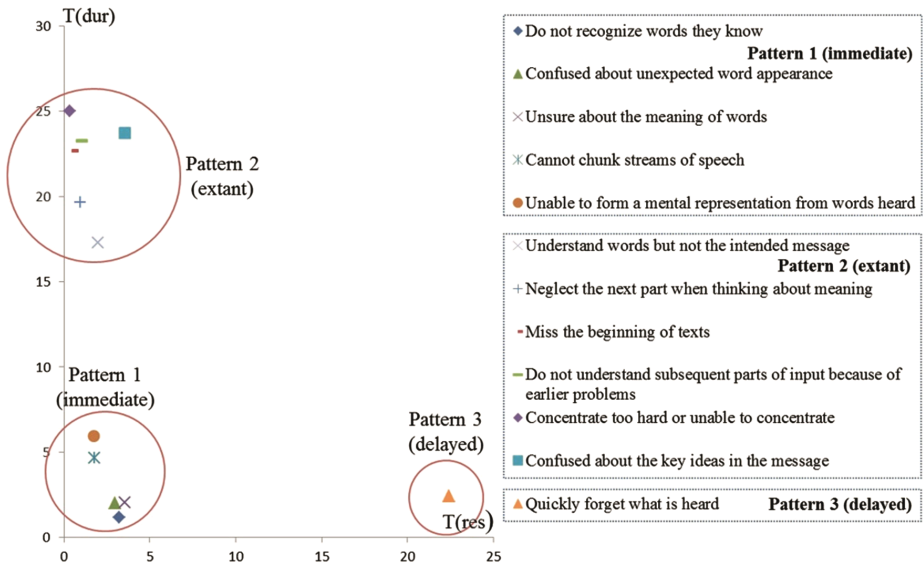 T(dur)
30
25
20
15
10
5
0
0
5
10
15
20
25
T(res)
Pattern 2
(extant)
Pattern 1
(immediate)
Pattern 3
(delayed)
Do not recognize words they know
Pattern 1 (immediate)
Confused about unexpected word appearance
Unsure about the meaning of words
Cannot chunk streams of speech
Unable to form a mental representation from words heard
Understand words but not the intended message
Pattern 2 (extant)
Neglect the next part when thinking about meaning
Miss the beginning of texts
Do not understand subsequent parts of input because of
earlier problems
Concentrate too hard or unable to concentrate
Confused about the key ideas in the message
Quickly forget what is heard Pattern 3 (delayed)